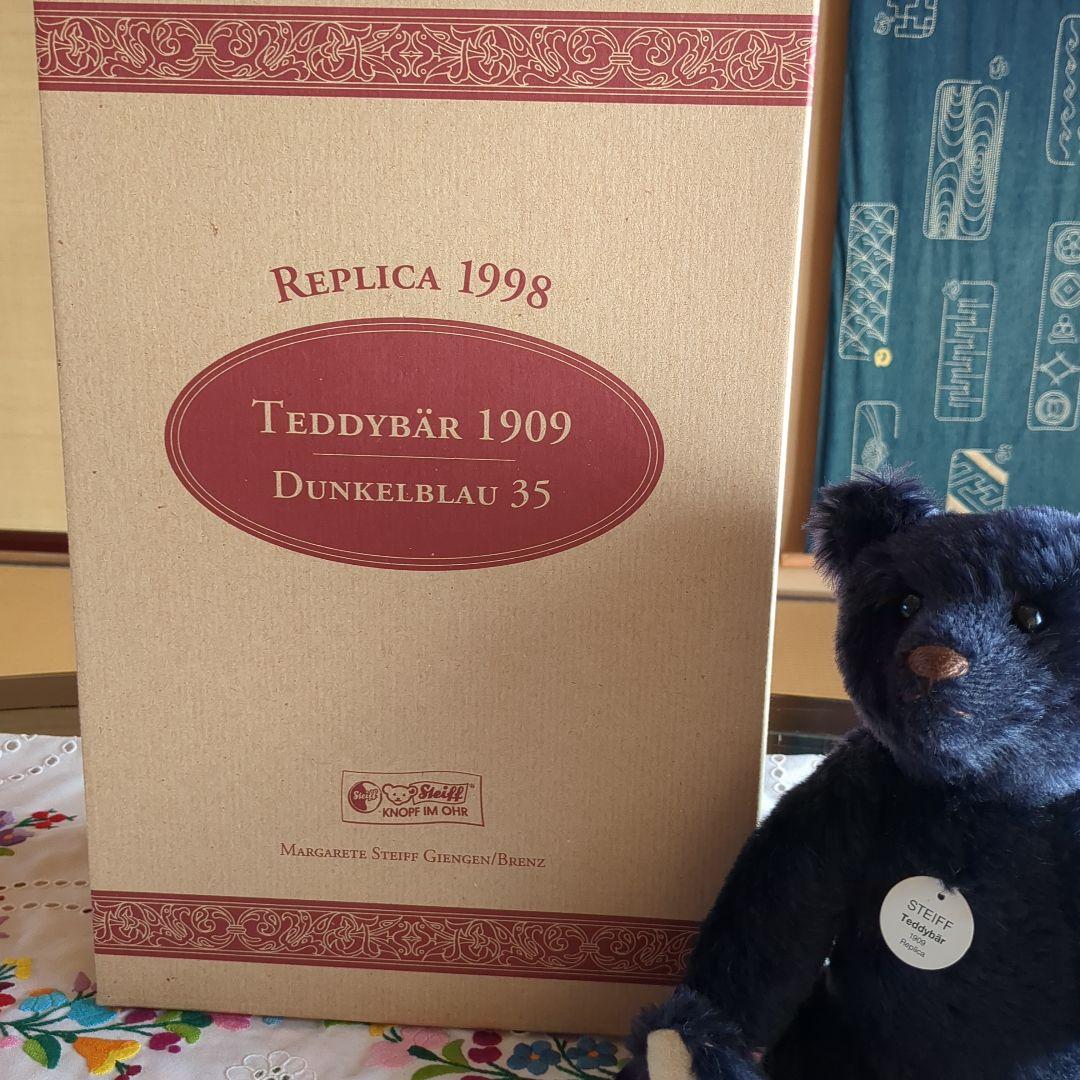 REPLICA 1998
TEDDYBÄR 1909
DUNKELBLAU 35
Steiff Steiff
KNOPF IM OHR
MARGARETE STEIFF GIENGEN/BRENZ
STEIFF
Teddybär
1909
Replica